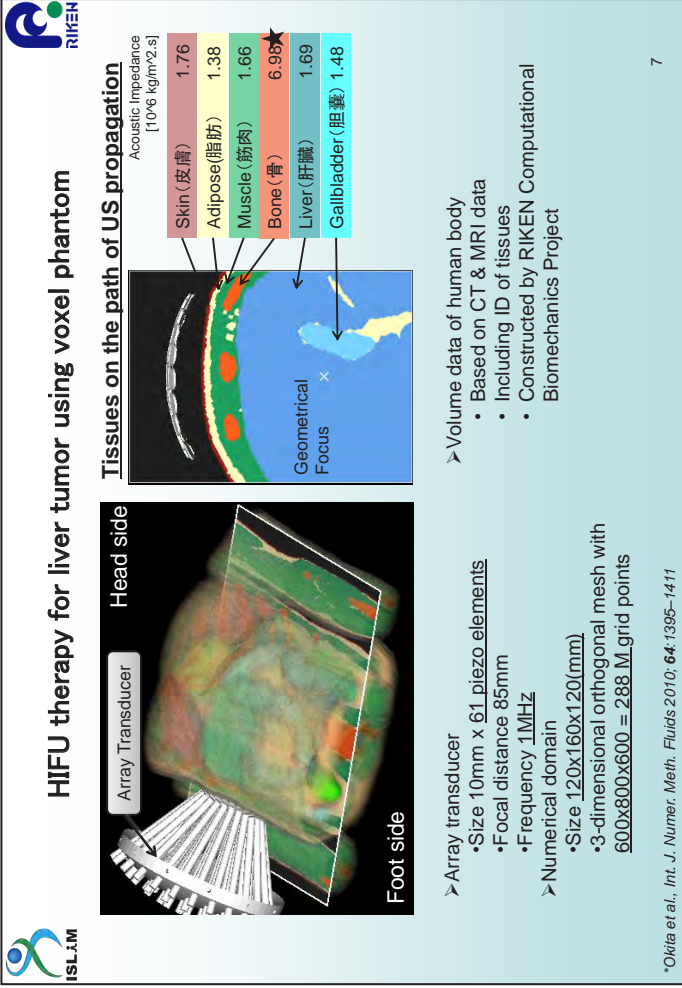 ISLiM
HIFU therapy for liver tumor using voxel phantom
RIKEN
Array Transducer
Head side
Foot side
Tissues on the path of US propagation
Acoustic Impedance
[10^6 kg/m^2.s]
Skin(皮膚) 1.76
Adipose(脂肪) 1.38
Muscle(筋肉) 1.66
Bone(骨) 6.98
Liver(肝臓) 1.69
Gallbladder(胆嚢) 1.48
Geometrical
Focus
➢Array transducer
•Size 10mm x 61 piezo elements
•Focal distance 85mm
•Frequency 1MHz
➢Numerical domain
•Size 120x160x120(mm)
•3-dimensional orthogonal mesh with
600x800x600 = 288 M grid points
➢Volume data of human body
• Based on CT & MRI data
• Including ID of tissues
• Constructed by RIKEN Computational
Biomechanics Project
*Okita et al., Int. J. Numer. Meth. Fluids 2010; 64:1395–1411
7